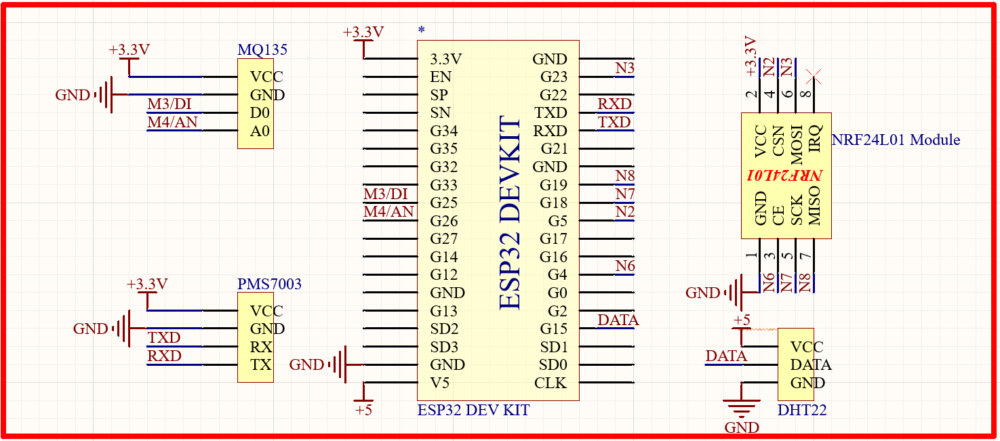 +3.3V
MQ135
VCC
GND
GND
M3/DI
D0
M4/AN
A0
+3.3V
PMS7003
VCC
GND
GND
TXD
RX
RXD
TX
+3.3V
*
3.3V
EN
SP
SN
G34
G35
G32
G33
M3/DI
G25
M4/AN
G26
G27
G14
G12
GND
G13
SD2
SD3
GND
GND
V5
+5
ESP32 DEVKIT
GND
N3
G23
G22
RXD
TXD
TXD
RXD
G21
GND
N8
G19
N7
G18
N2
G5
G17
G16
N6
G4
G0
G2
DATA
G15
SD1
SD0
CLK
ESP32 DEV KIT
+3.3V
N2
N3
2
4
6
8
VCC
CSN
MOSI
IRQ
NRF24L01 Module
NRF24L01
GND
CE
SCK
MISO
1
3
5
7
GND
N6
N7
N8
+5
VCC
DATA
DATA
GND
DHT22
GND